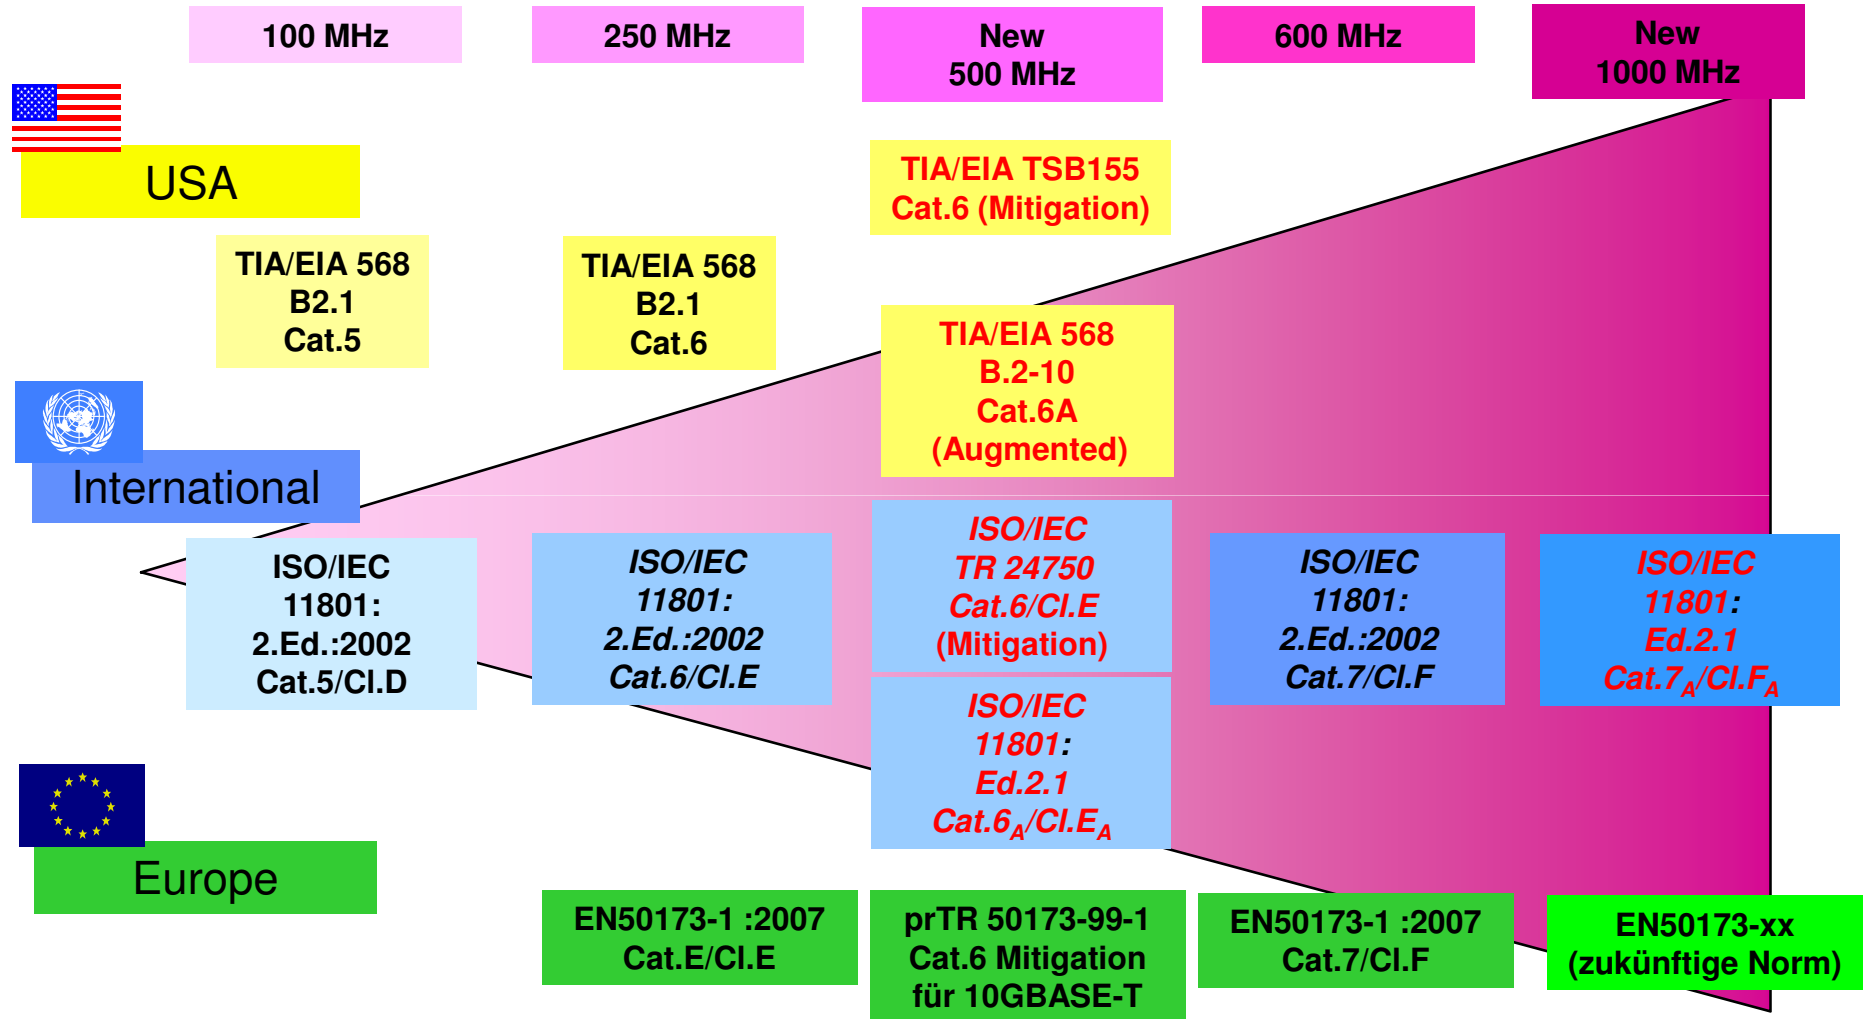 100 MHz
250 MHz
New
500 MHz
600 MHz
New
1000 MHz
USA
TIA/EIA TSB155
Cat.6 (Mitigation)
TIA/EIA 568
B2.1
Cat.5
TIA/EIA 568
B2.1
Cat.6
TIA/EIA 568
B.2-10
Cat.6A
(Augmented)
International
ISO/IEC
11801:
2.Ed.:2002
Cat.5/Cl.D
ISO/IEC
11801:
2.Ed.:2002
Cat.6/Cl.E
ISO/IEC
TR 24750
Cat.6/Cl.E
(Mitigation)
ISO/IEC
11801:
Ed.2.1
Cat.6A/Cl.EA
ISO/IEC
11801:
2.Ed.:2002
Cat.7/Cl.F
ISO/IEC
11801:
Ed.2.1
Cat.7A/Cl.FA
Europe
EN50173-1 :2007
Cat.E/Cl.E
prTR 50173-99-1
Cat.6 Mitigation
für 10GBASE-T
EN50173-1 :2007
Cat.7/Cl.F
EN50173-xx
(zukünftige Norm)